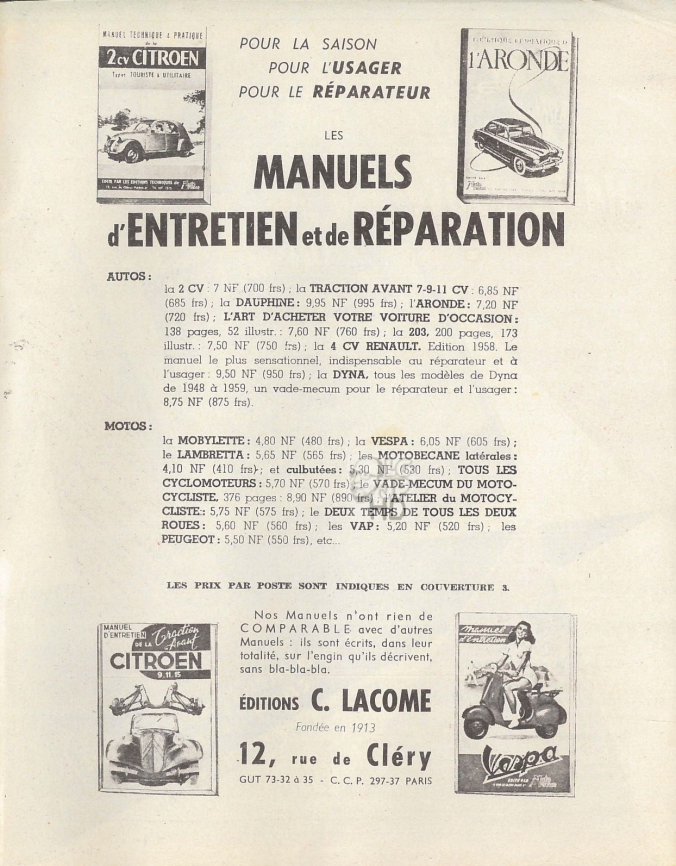 MANUEL TECHNIQUE & PRATIQUE
de la
2cv CITROEN
Types TOURISTE & UTILITAIRE
POUR LA SAISON
POUR L'USAGER
POUR LE RÉPARATEUR
l'ARONDE
LES
MANUELS
d'ENTRETIEN et de RÉPARATION
AUTOS :
la 2 CV : 7 NF (700 frs) ; la TRACTION AVANT 7-9-11 CV : 6,85 NF
(685 frs) ; la DAUPHINE : 9,95 NF (995 frs) ; l'ARONDE : 7,20 NF
(720 frs) ; L'ART D'ACHETER VOTRE VOITURE D'OCCASION :
138 pages, 52 illustr. : 7,60 NF (760 frs) ; la 203, 200 pages, 173
illustr. : 7,50 NF (750 frs) ; la 4 CV RENAULT. Edition 1958. Le
manuel le plus sensationnel, indispensable au réparateur et à
l'usager : 9,50 NF (950 frs) ; la DYNA, tous les modèles de Dyna
de 1948 à 1959, un vade-mecum pour le réparateur et l'usager :
8,75 NF (875 frs).
MOTOS :
la MOBYLETTE : 4,80 NF (480 frs) ; la VESPA : 6,05 NF (605 frs) ;
le LAMBRETTA : 5,65 NF (565 frs) ; les MOTOBECANE latérales :
4,10 NF (410 frs) ; et culbutées : 5,30 NF (530 frs) ; TOUS LES
CYCLOMOTEURS : 5,70 NF (570 frs) ; le VADE-MECUM DU MOTO-
CYCLISTE, 376 pages : 8,90 NF (890 frs) ; l'ATELIER du MOTOCY-
CLISTE : 5,75 NF (575 frs) ; le DEUX TEMPS DE TOUS LES DEUX
ROUES : 5,60 NF (560 frs) ; les VAP : 5,20 NF (520 frs) ; les
PEUGEOT : 5,50 NF (550 frs), etc...
LES PRIX PAR POSTE SONT INDIQUES EN COUVERTURE 3.
MANUEL
D'ENTRETIEN
DE LA Traction
Avant
CITROËN
9.11.15
Nos Manuels n'ont rien de
COMPARABLE avec d'autres
Manuels : ils sont écrits, dans leur
totalité, sur l'engin qu'ils décrivent,
sans bla-bla-bla.
ÉDITIONS C. LACOME
Fondée en 1913
12, rue de Cléry
GUT 73-32 à 35 - C. C. P. 297-37 PARIS
Manuel
d'Entretien
Vespa